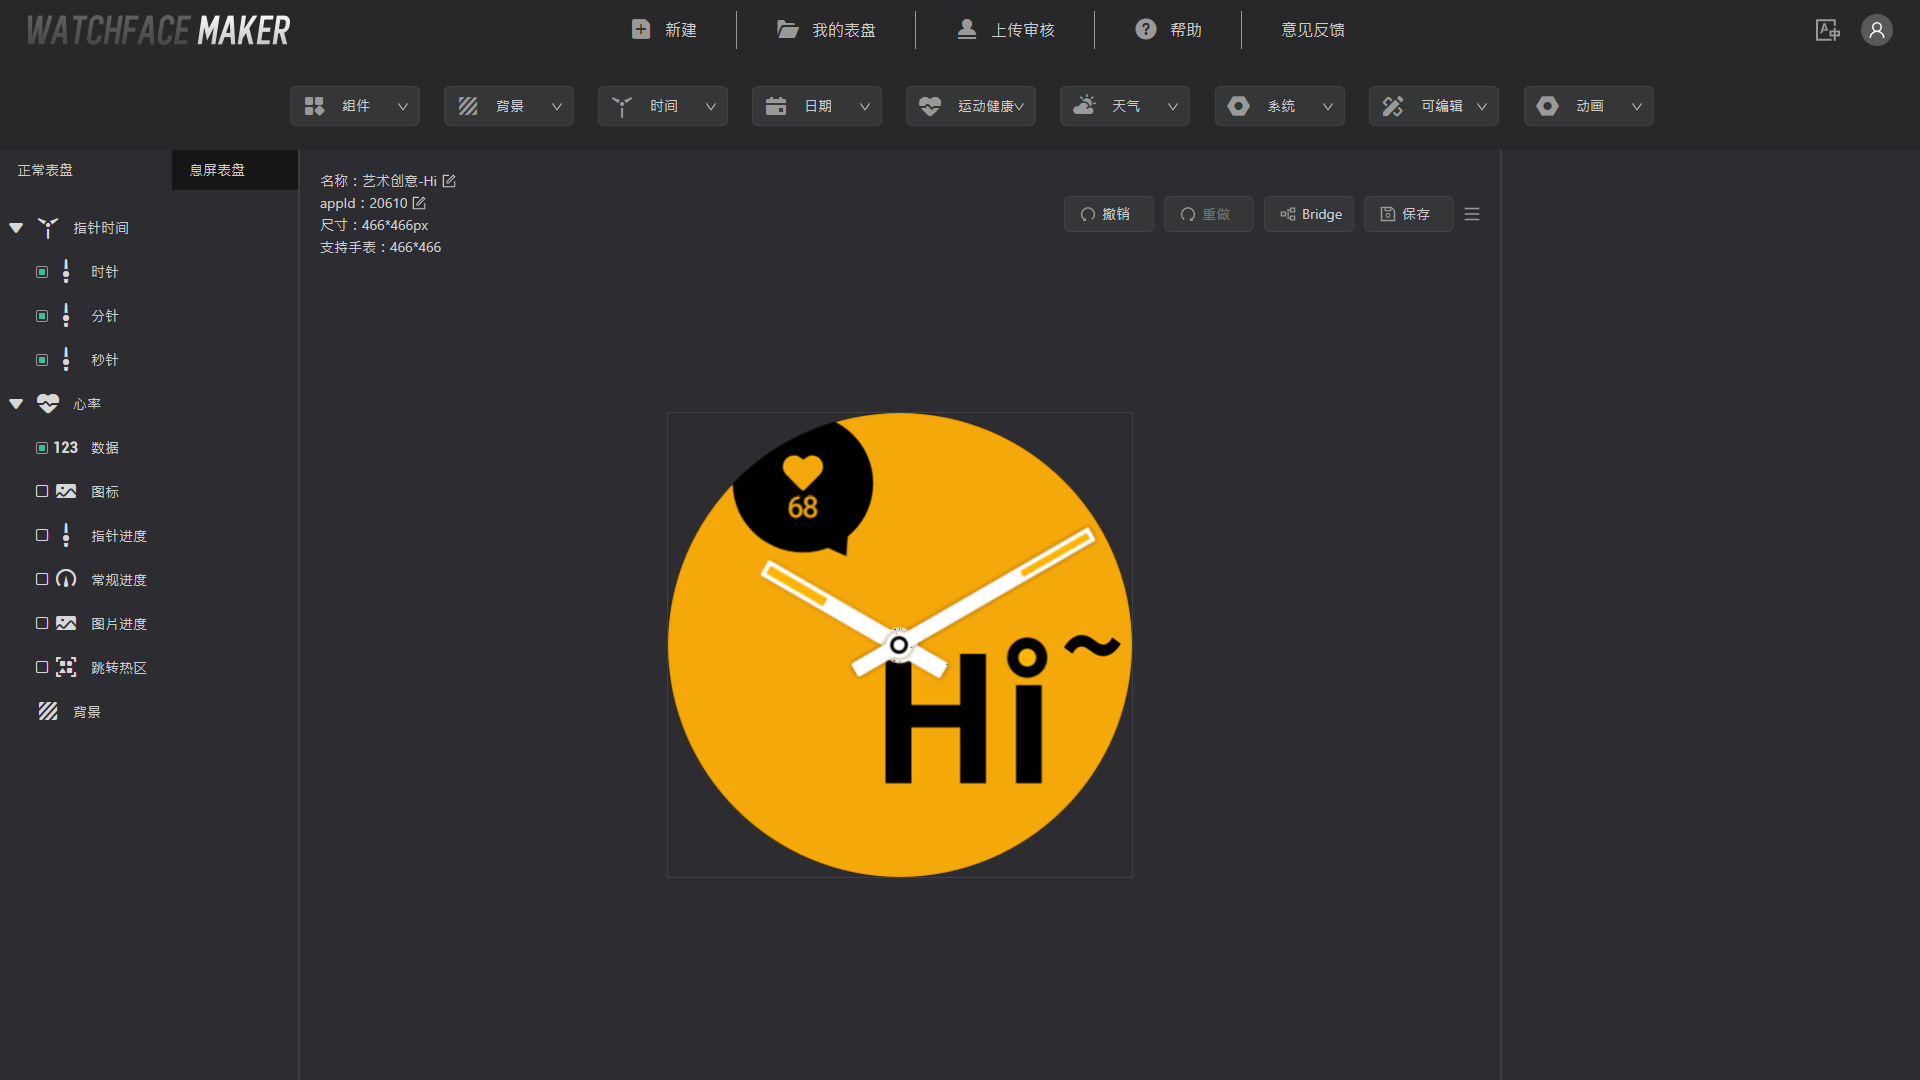 WATCHFACE MAKER
新建
我的表盘
上传审核
帮助
意见反馈
组件
背景
时间
日期
运动健康
天气
系统
可编辑
动画
正常表盘
息屏表盘
名称：艺术创意-Hi
appId：20610
尺寸：466*466px
支持手表：466*466
撤销
重做
Bridge
保存
指针时间
时针
分针
秒针
心率
123 数据
图标
指针进度
常规进度
图片进度
跳转热区
背景
68
Hi~